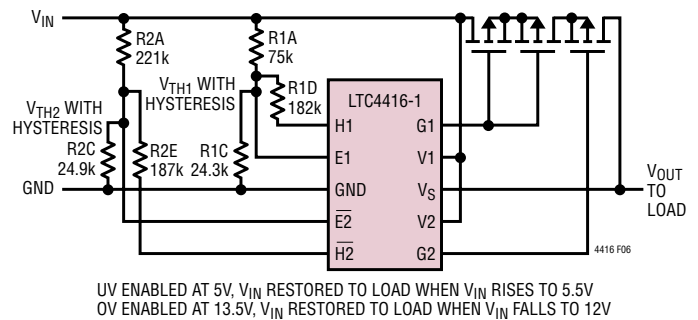 VIN
R2A
221k
R1A
75k
VTH1 WITH
HYSTERESIS
R1D
182k
VTH2 WITH
HYSTERESIS
R2C
24.9k
R2E
187k
R1C
24.3k
GND
LTC4416-1
H1
G1
E1
V1
GND
VS
E2
V2
H2
G2
VOUT
TO
LOAD
4416 F06
UV ENABLED AT 5V, VIN RESTORED TO LOAD WHEN VIN RISES TO 5.5V
OV ENABLED AT 13.5V, VIN RESTORED TO LOAD WHEN VIN FALLS TO 12V